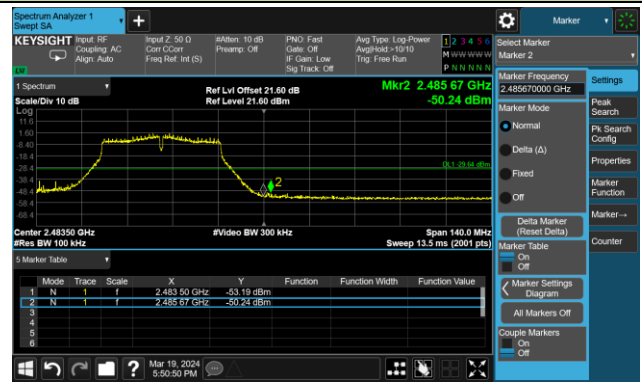 Spectrum Analyzer 1
Swept SA
Marker
KEYSIGHT
Input: RF
Coupling: AC
Align: Auto
Input Z: 50 Ω
Corr CCorr
Freq Ref: Int (S)
#Atten: 10 dB
Preamp: Off
PNO: Fast
Gate: Off
IF Gain: Low
Sig Track: Off
Avg Type: Log-Power
Avg|Hold:>10/10
Trig: Free Run
1 2 3 4 5 6
M W W W W W
P N N N N N
LW
1 Spectrum
Scale/Div 10 dB
Ref Lvl Offset 21.60 dB
Ref Level 21.60 dBm
Mkr2 2.485 67 GHz
-50.24 dBm
Log
11.6
1.60
-8.40
-18.4
-28.4
-38.4
-48.4
-58.4
-68.4
DL1 -29.64 dBm
2
Center 2.48350 GHz
#Res BW 100 kHz
#Video BW 300 kHz
Span 140.0 MHz
Sweep 13.5 ms (2001 pts)
5 Marker Table
Mode Trace Scale X Y Function Function Width Function Value
1 N 1 f 2.483 50 GHz -53.19 dBm
2 N 1 f 2.485 67 GHz -50.24 dBm
3
4
5
6
Mar 19, 2024
5:50:50 PM
Select Marker
Marker 2
Marker Frequency
2.485670000 GHz
Marker Mode
Normal
Delta (Δ)
Fixed
Off
Delta Marker
(Reset Delta)
Marker Table
On
Off
Marker Settings
Diagram
All Markers Off
Couple Markers
On
Off
Settings
Peak
Search
Pk Search
Config
Properties
Marker
Function
Marker→
Counter